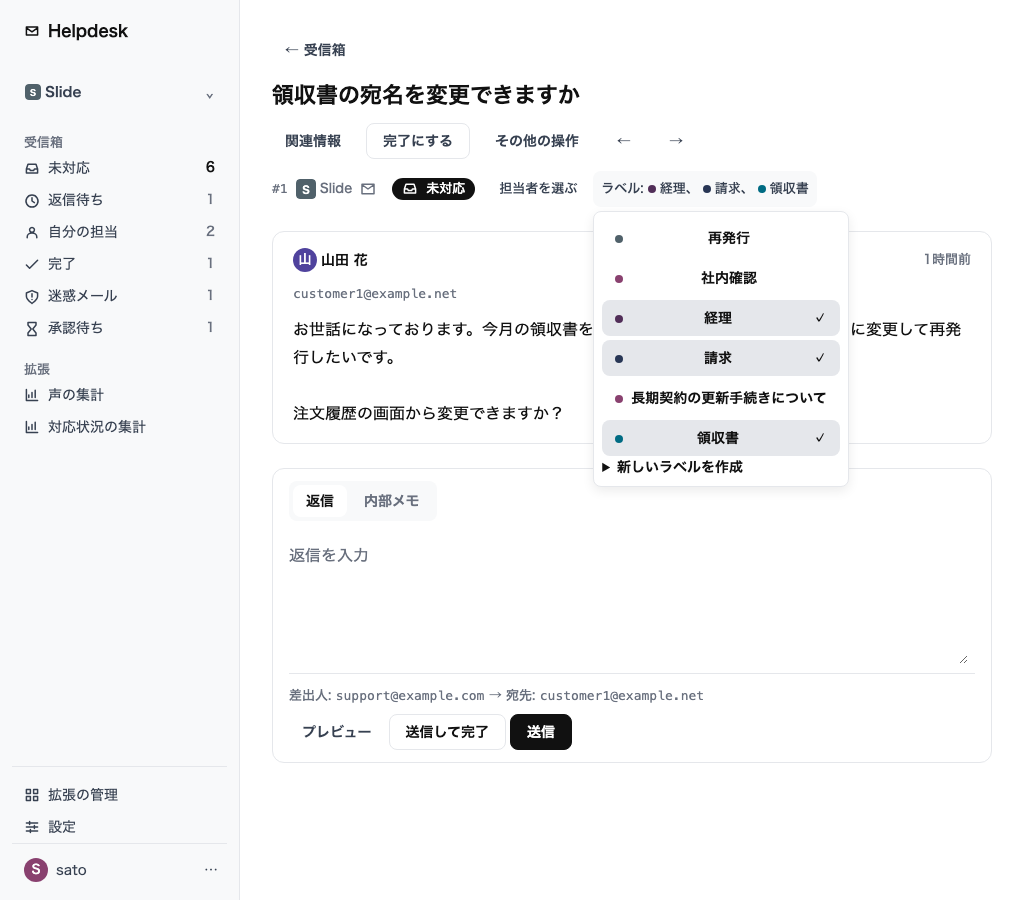 Helpdesk
S Slide
受信箱
未対応 6
返信待ち 1
自分の担当 2
完了 1
迷惑メール 1
承認待ち 1
拡張
声の集計
対応状況の集計
拡張の管理
設定
S sato ...
← 受信箱
領収書の宛名を変更できますか
関連情報 完了にする その他の操作 ← →
#1 S Slide 未対応 担当者を選ぶ ラベル: 経理、 請求、 領収書
再発行
社内確認
経理 ✓
請求 ✓
長期契約の更新手続きについて
領収書 ✓
▶ 新しいラベルを作成
山 山田 花 1時間前
customer1@example.net
お世話になっております。今月の領収書を に変更して再発
行したいです。
注文履歴の画面から変更できますか？
返信 内部メモ
返信を入力
差出人: support@example.com → 宛先: customer1@example.net
プレビュー 送信して完了 送信